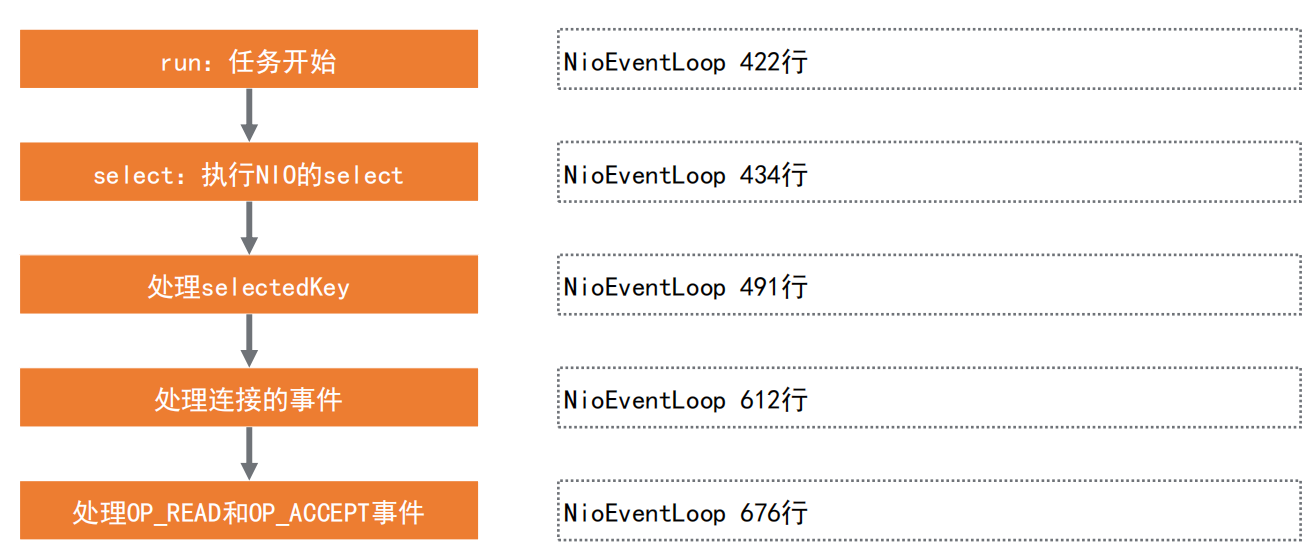 run：任务开始
NioEventLoop 422行
select：执行NIO的select
NioEventLoop 434行
处理selectedKey
NioEventLoop 491行
处理连接的事件
NioEventLoop 612行
处理OP_READ和OP_ACCEPT事件
NioEventLoop 676行